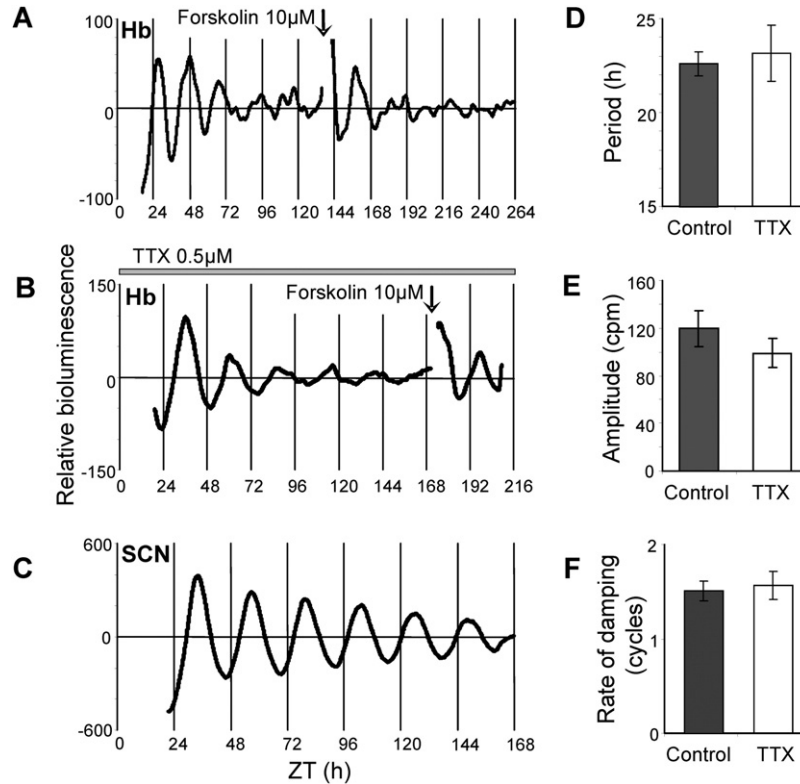 A
Hb
Forskolin 10µM
100
0
-100
0 24 48 72 96 120 144 168 192 216 240 264
TTX 0.5µM
B
Hb
Forskolin 10µM
150
0
-150
0 24 48 72 96 120 144 168 192 216
Relative bioluminescence
C
SCN
600
0
-600
0 24 48 72 96 120 144 168
ZT (h)
D
Period (h)
25
22
15
Control TTX
E
Amplitude (cpm)
160
120
80
40
0
Control TTX
F
Rate of damping
(cycles)
2
1
0
Control TTX